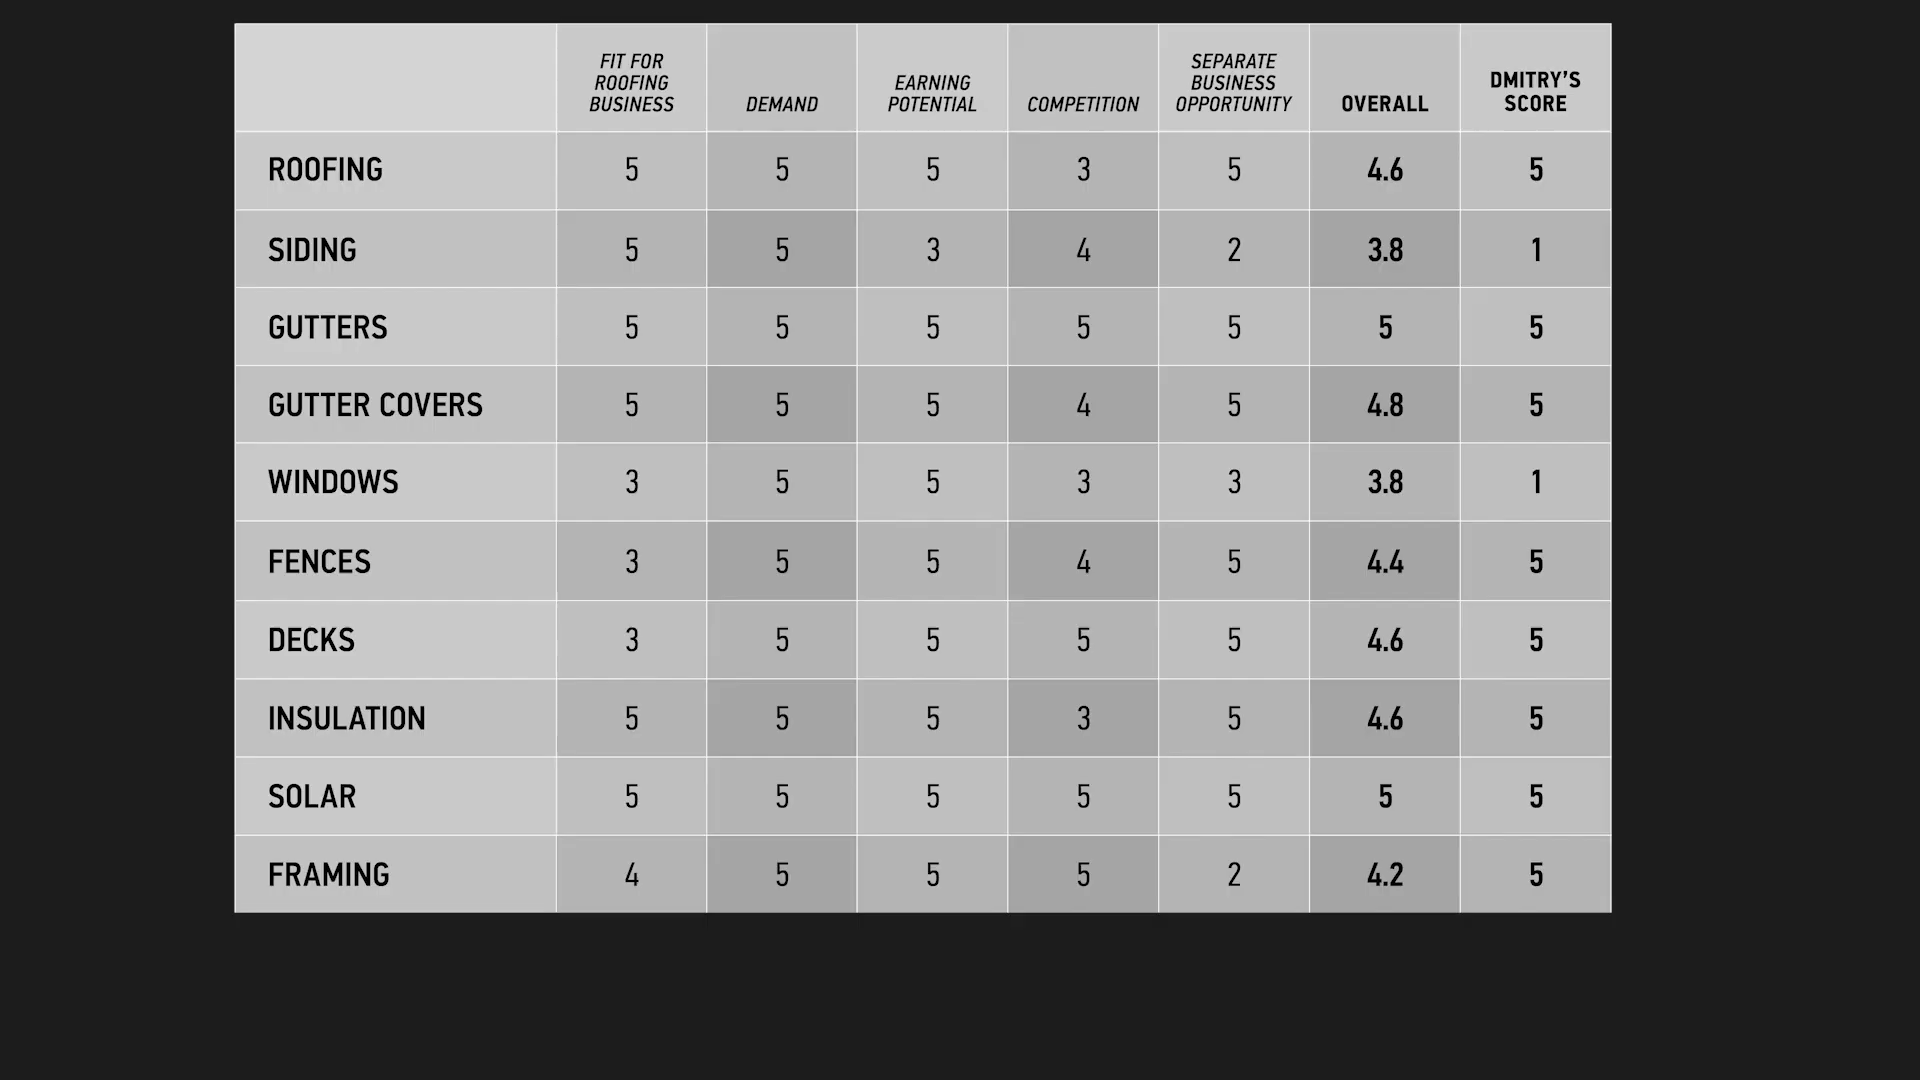 FIT FOR
ROOFING
BUSINESS
DEMAND
EARNING
POTENTIAL
COMPETITION
SEPARATE
BUSINESS
OPPORTUNITY
OVERALL
DMITRY'S
SCORE
ROOFING 5 5 5 3 5 4.6 5
SIDING 5 5 3 4 2 3.8 1
GUTTERS 5 5 5 5 5 5 5
GUTTER COVERS 5 5 5 4 5 4.8 5
WINDOWS 3 5 5 3 3 3.8 1
FENCES 3 5 5 4 5 4.4 5
DECKS 3 5 5 5 5 4.6 5
INSULATION 5 5 5 3 5 4.6 5
SOLAR 5 5 5 5 5 5 5
FRAMING 4 5 5 5 2 4.2 5